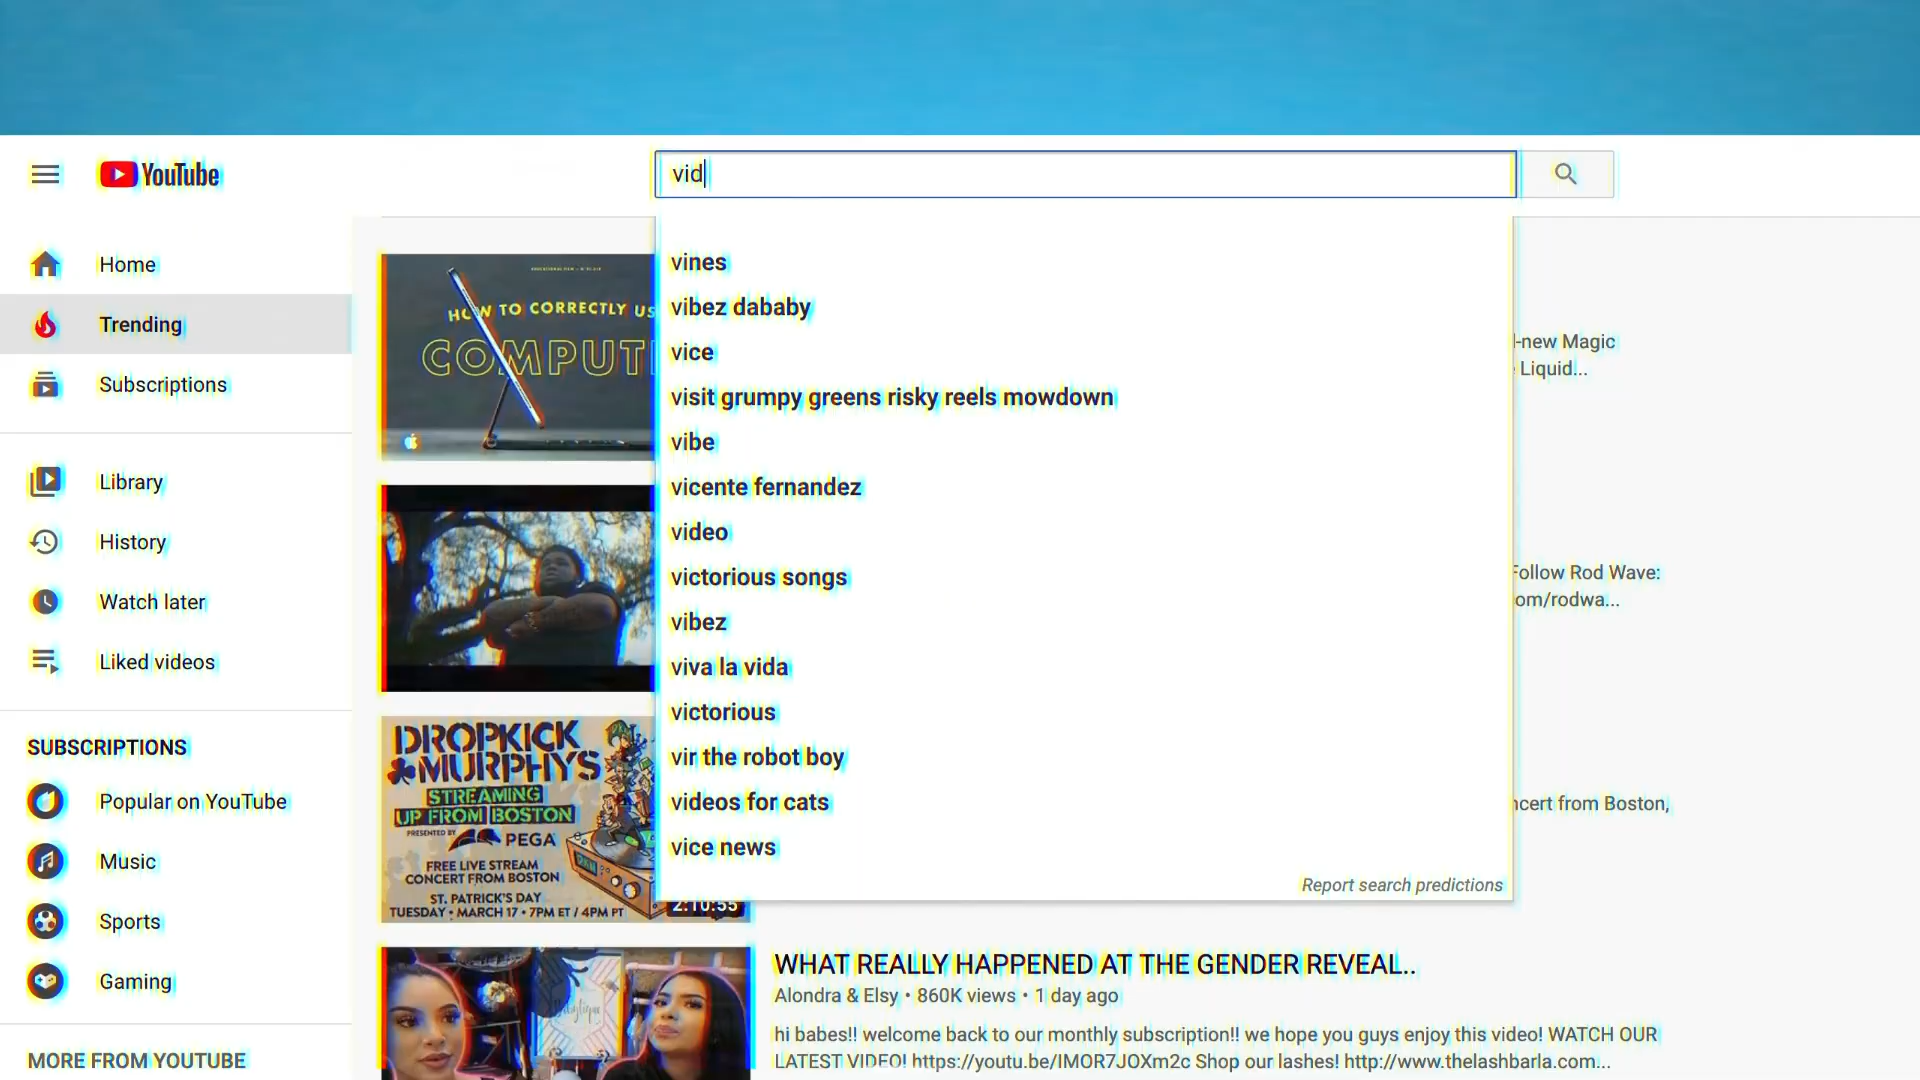 YouTube
vid
Home
Trending
Subscriptions
Library
History
Watch later
Liked videos
SUBSCRIPTIONS
Popular on YouTube
Music
Sports
Gaming
MORE FROM YOUTUBE
vines
vibez dababy
vice
visit grumpy greens risky reels mowdown
vibe
vicente fernandez
video
victorious songs
vibez
viva la vida
victorious
vir the robot boy
videos for cats
vice news
Report search predictions
HOW TO CORRECTLY US
COMPUT
-new Magic
Liquid...
Follow Rod Wave:
om/rodwa...
DROPKICK
MURPHYS
STREAMING
UP FROM BOSTON
PRESENTED BY
PEGA
FREE LIVE STREAM
CONCERT FROM BOSTON
ST. PATRICK'S DAY
TUESDAY • MARCH 17 • 7PM ET / 4PM PT
2:10:55
ncert from Boston,
WHAT REALLY HAPPENED AT THE GENDER REVEAL..
Alondra & Elsy • 860K views • 1 day ago
hi babes!! welcome back to our monthly subscription!! we hope you guys enjoy this video! WATCH OUR
LATEST VIDEO! https://youtu.be/IMOR7JOXm2c Shop our lashes! http://www.thelashbarla.com...